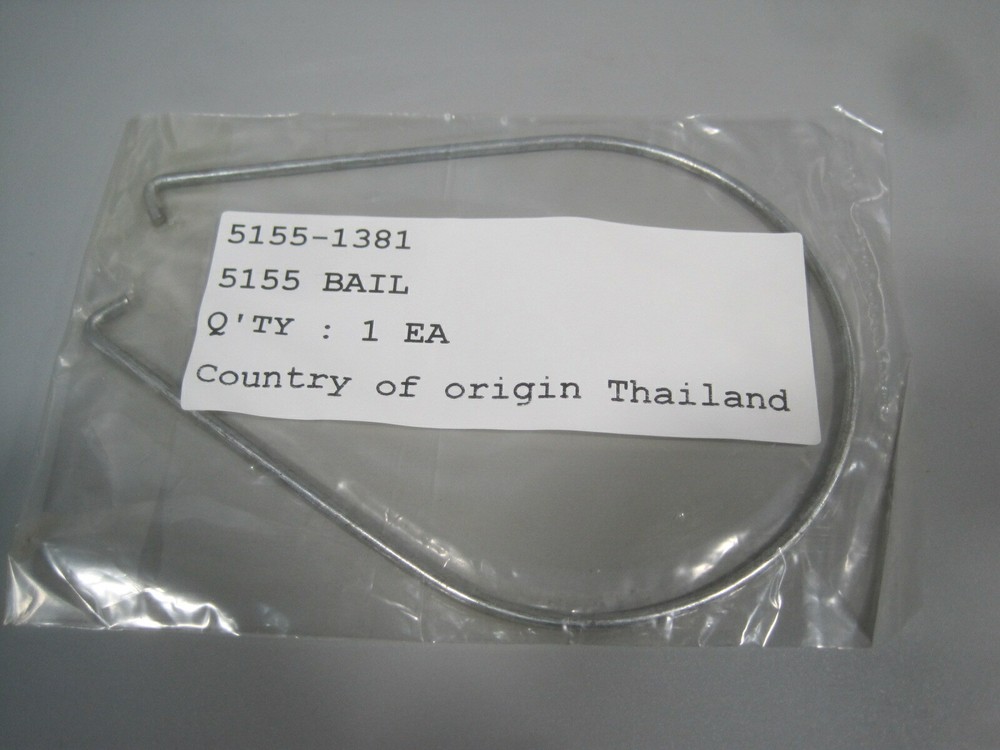 5155-1381
5155 BAIL
Q'TY : 1 EA
Country of origin Thailand